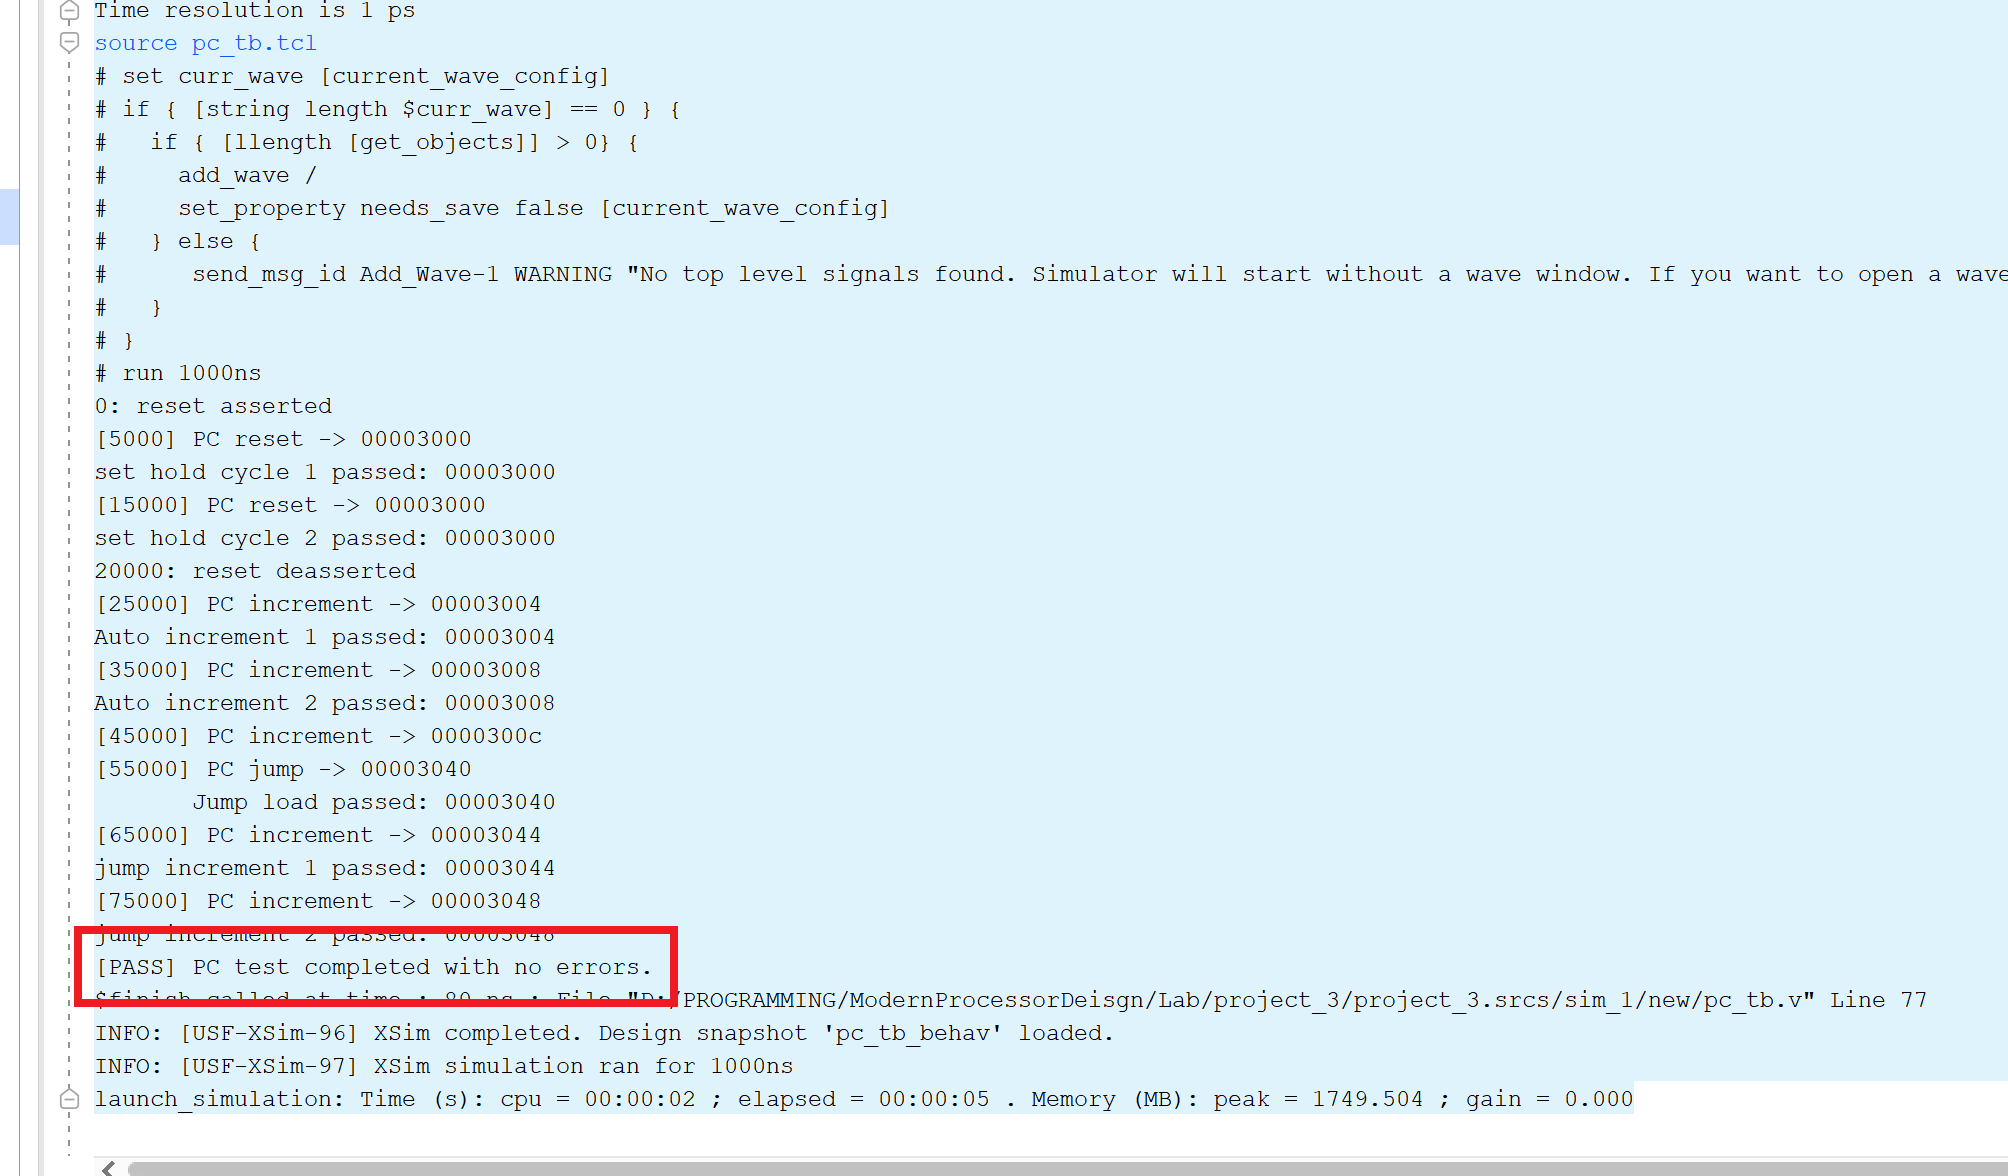 Time resolution is 1 ps
source pc_tb.tcl
# set curr_wave [current_wave_config]
# if { [string length $curr_wave] == 0 } {
#   if { [llength [get_objects]] > 0} {
#     add_wave /
#     set_property needs_save false [current_wave_config]
#   } else {
#      send_msg_id Add_Wave-1 WARNING "No top level signals found. Simulator will start without a wave window. If you want to open a wave
#   }
# }
# run 1000ns
0: reset asserted
[5000] PC reset -> 00003000
set hold cycle 1 passed: 00003000
[15000] PC reset -> 00003000
set hold cycle 2 passed: 00003000
20000: reset deasserted
[25000] PC increment -> 00003004
Auto increment 1 passed: 00003004
[35000] PC increment -> 00003008
Auto increment 2 passed: 00003008
[45000] PC increment -> 0000300c
[55000] PC jump -> 00003040
       Jump load passed: 00003040
[65000] PC increment -> 00003044
jump increment 1 passed: 00003044
[75000] PC increment -> 00003048
jump increment 2 passed: 00003048
[PASS] PC test completed with no errors.
$finish called at time : 80 ns : File "D:/PROGRAMMING/ModernProcessorDeisgn/Lab/project_3/project_3.srcs/sim_1/new/pc_tb.v" Line 77
INFO: [USF-XSim-96] XSim completed. Design snapshot 'pc_tb_behav' loaded.
INFO: [USF-XSim-97] XSim simulation ran for 1000ns
launch_simulation: Time (s): cpu = 00:00:02 ; elapsed = 00:00:05 . Memory (MB): peak = 1749.504 ; gain = 0.000